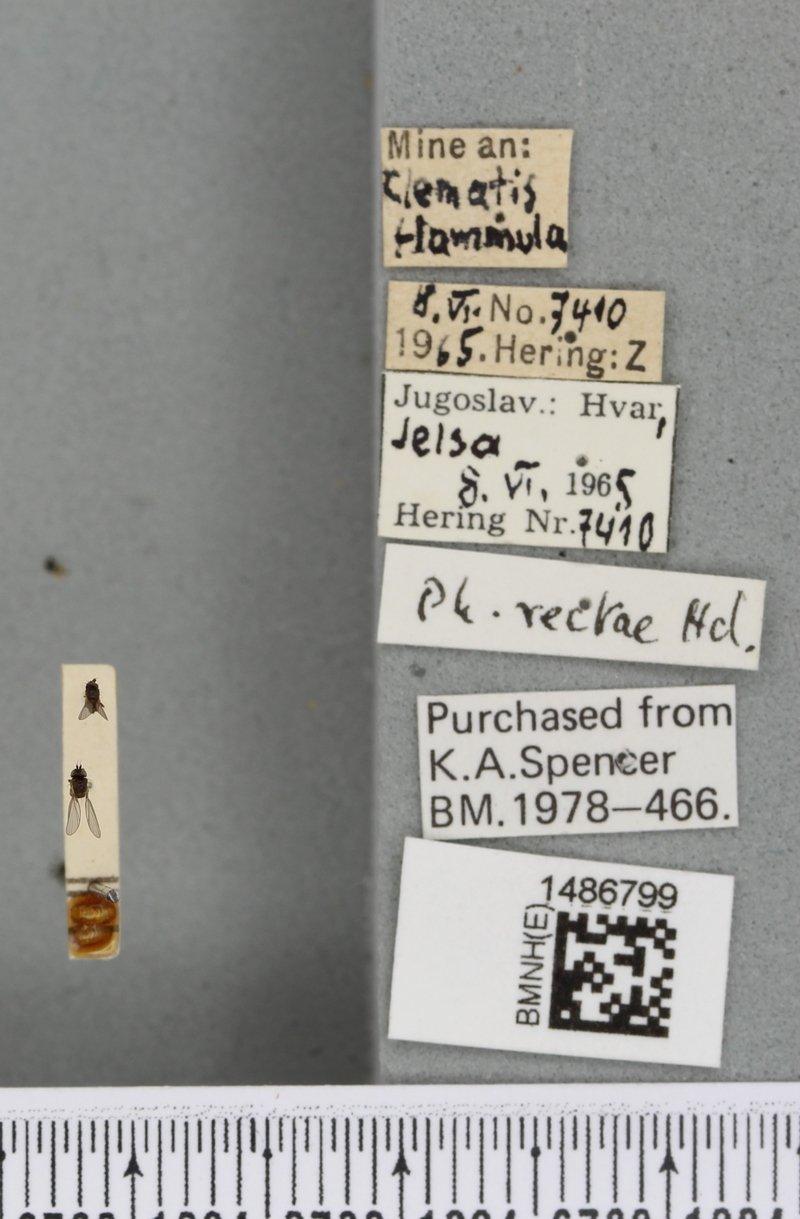 Mine an:
Clematis
flammula
8. VI. No. 7410
1965. Hering: Z
Jugoslav.: Hvar,
Jelsa
8. VI. 1965
Hering Nr. 7410
Ph. rectae Hd.
Purchased from
K.A.Spencer
BM.1978–466.
1486799
BMNH(E)